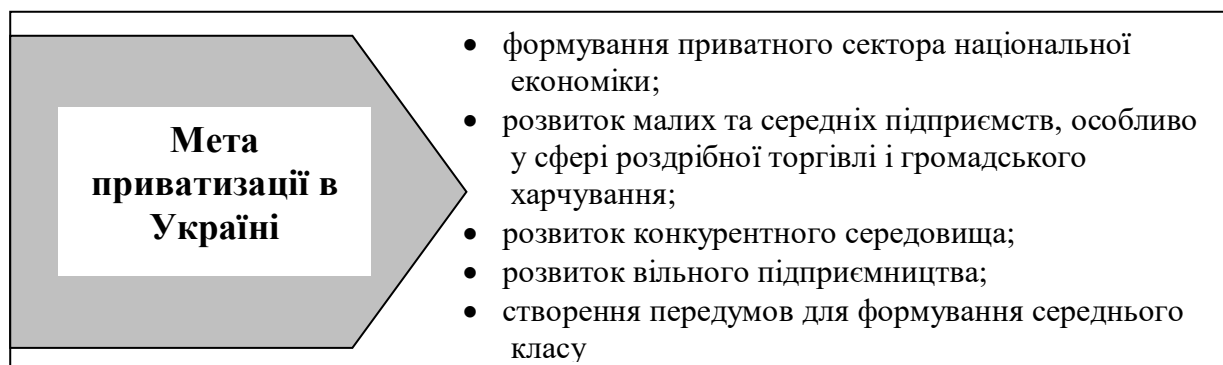 Мета
приватизації в
Україні
• формування приватного сектора національної
економіки;
• розвиток малих та середніх підприємств, особливо
у сфері роздрібної торгівлі і громадського
харчування;
• розвиток конкурентного середовища;
• розвиток вільного підприємництва;
• створення передумов для формування середнього
класу